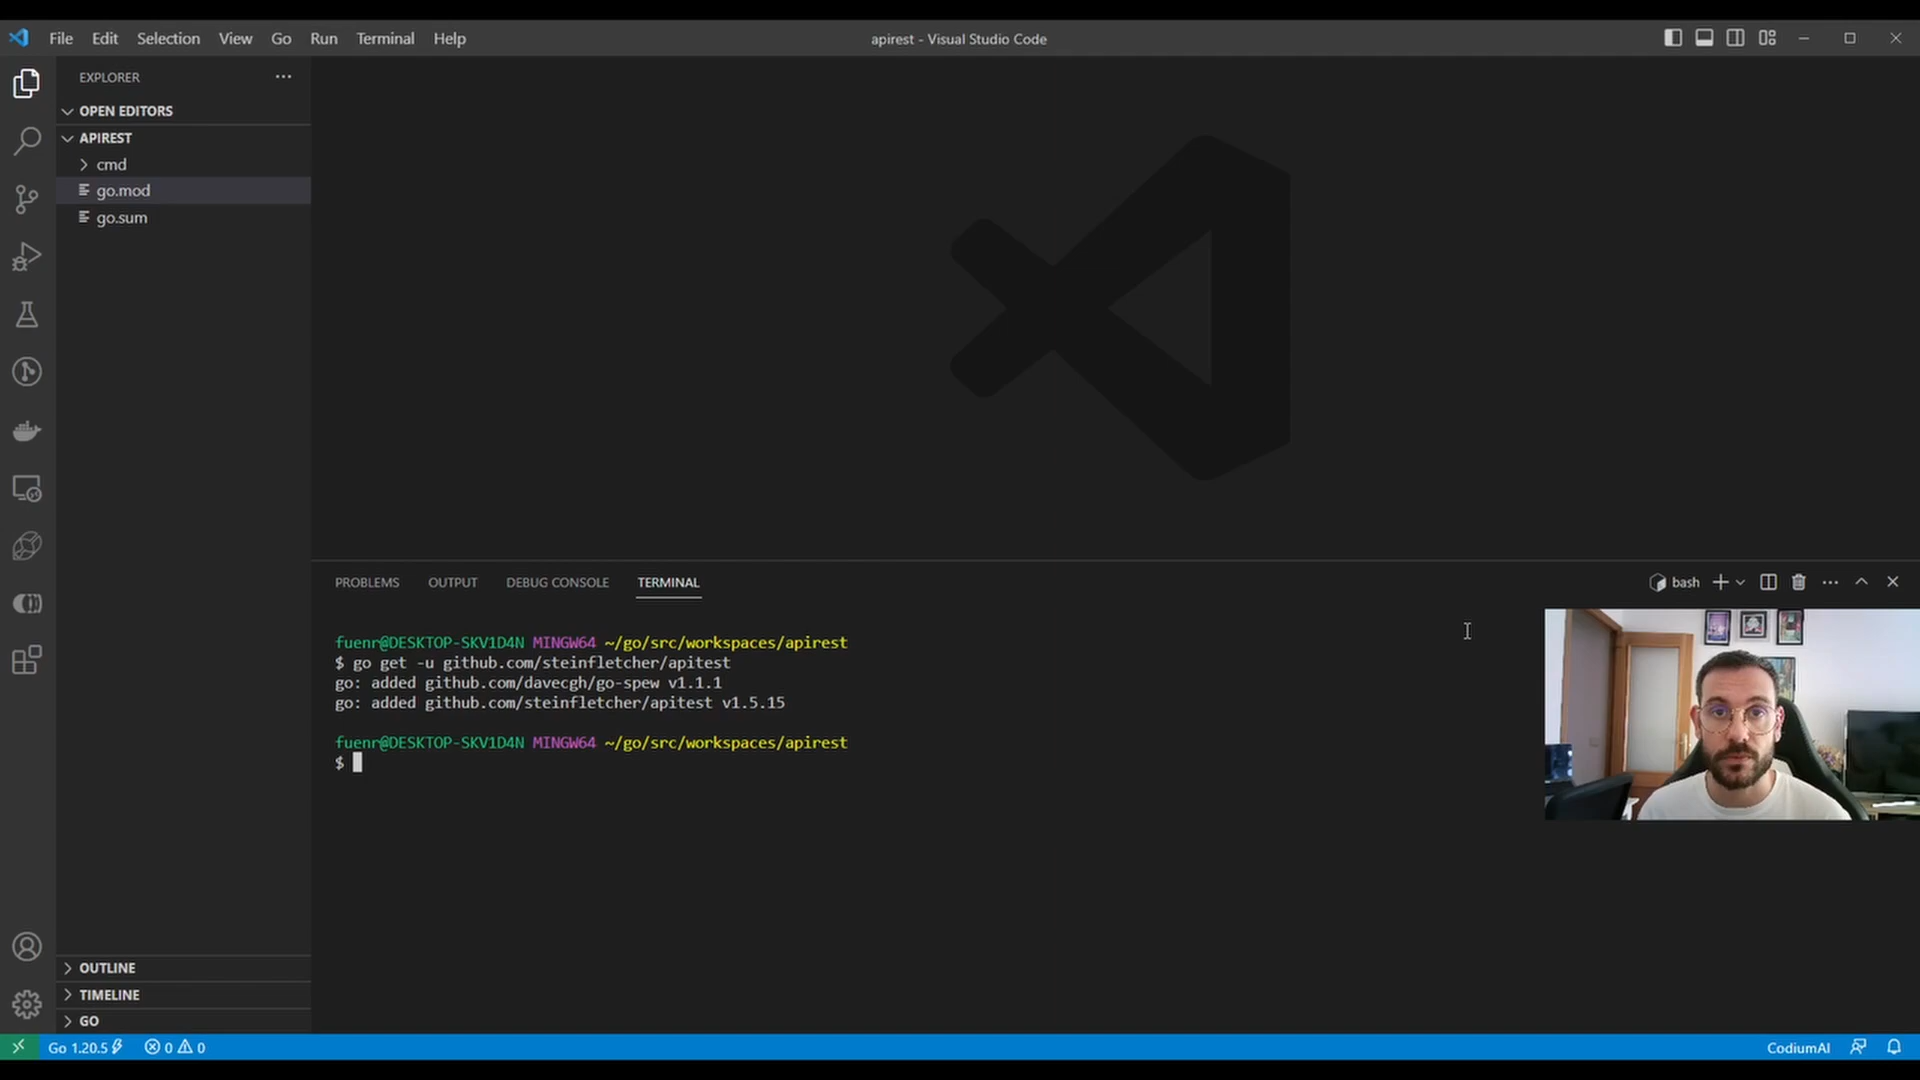 File Edit Selection View Go Run Terminal Help
apirest - Visual Studio Code
EXPLORER
OPEN EDITORS
APIREST
cmd
go.mod
go.sum
PROBLEMS OUTPUT DEBUG CONSOLE TERMINAL
bash
fuenr@DESKTOP-SKV1D4N MINGW64 ~/go/src/workspaces/apirest
$ go get -u github.com/steinfletcher/apitest
go: added github.com/davecgh/go-spew v1.1.1
go: added github.com/steinfletcher/apitest v1.5.15
fuenr@DESKTOP-SKV1D4N MINGW64 ~/go/src/workspaces/apirest
$
OUTLINE
TIMELINE
GO
Go 1.20.5 0 0
CodiumAI